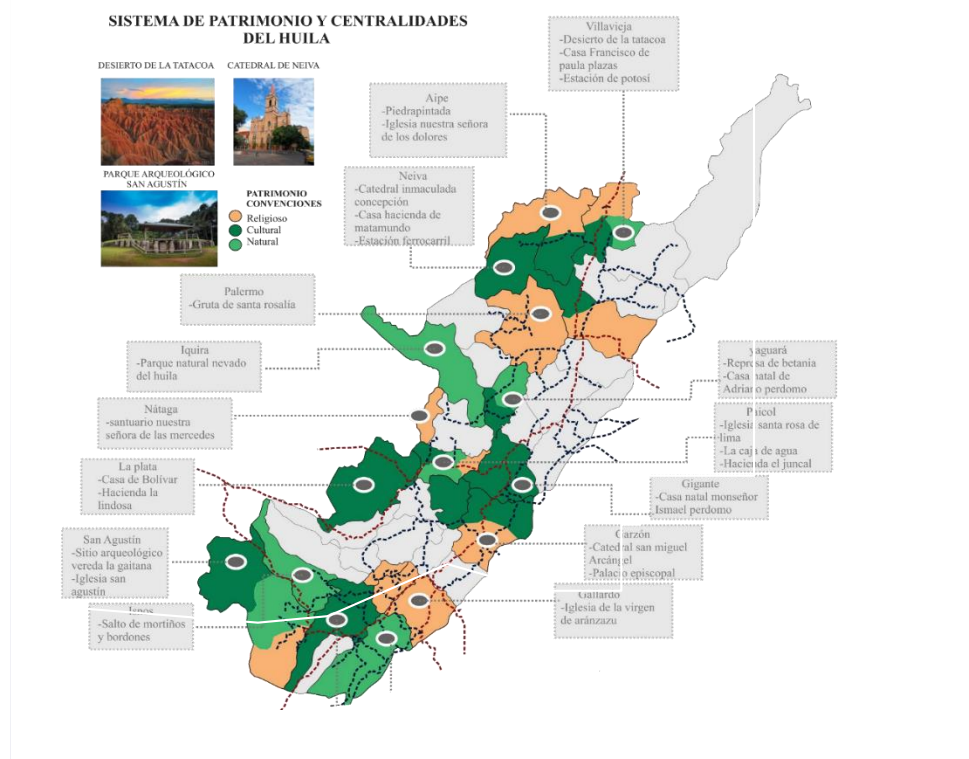 SISTEMA DE PATRIMONIO Y CENTRALIDADES
DEL HUILA
DESIERTO DE LA TATACOA
CATEDRAL DE NEIVA
PARQUE ARQUEOLÓGICO
SAN AGUSTÍN
PATRIMONIO
CONVENCIONES
Religioso
Cultural
Natural
Villavieja
-Desierto de la tatacoa
-Casa Francisco de
paula plazas
-Estación de potosí
Aipe
-Piedrapintada
-Iglesia nuestra señora
de los dolores
Neiva
-Catedral inmaculada
concepción
-Casa hacienda de
matamundo
-Estación ferrocarril
Palermo
-Gruta de santa rosalia
Iquira
-Parque natural nevado
del huila
Nátaga
-santuario nuestra
señora de las mercedes
La plata
-Casa de Bolívar
-Hacienda la
lindosa
San Agustín
-Sitio arqueológico
vereda la gaitana
-Iglesia san
agustín
-Salto de mortiños
y bordones
yaguará
-Represa de betania
-Casa natal de
Adriano perdomo
Paicol
-Iglesia santa rosa de
lima
-La caja de agua
-Hacienda el juncal
Gigante
-Casa natal monseñor
Ismael perdomo
Garzón
-Catedral san miguel
Arcángel
-Palacio episcopal
Gallardo
-Iglesia de la virgen
de aránzazu